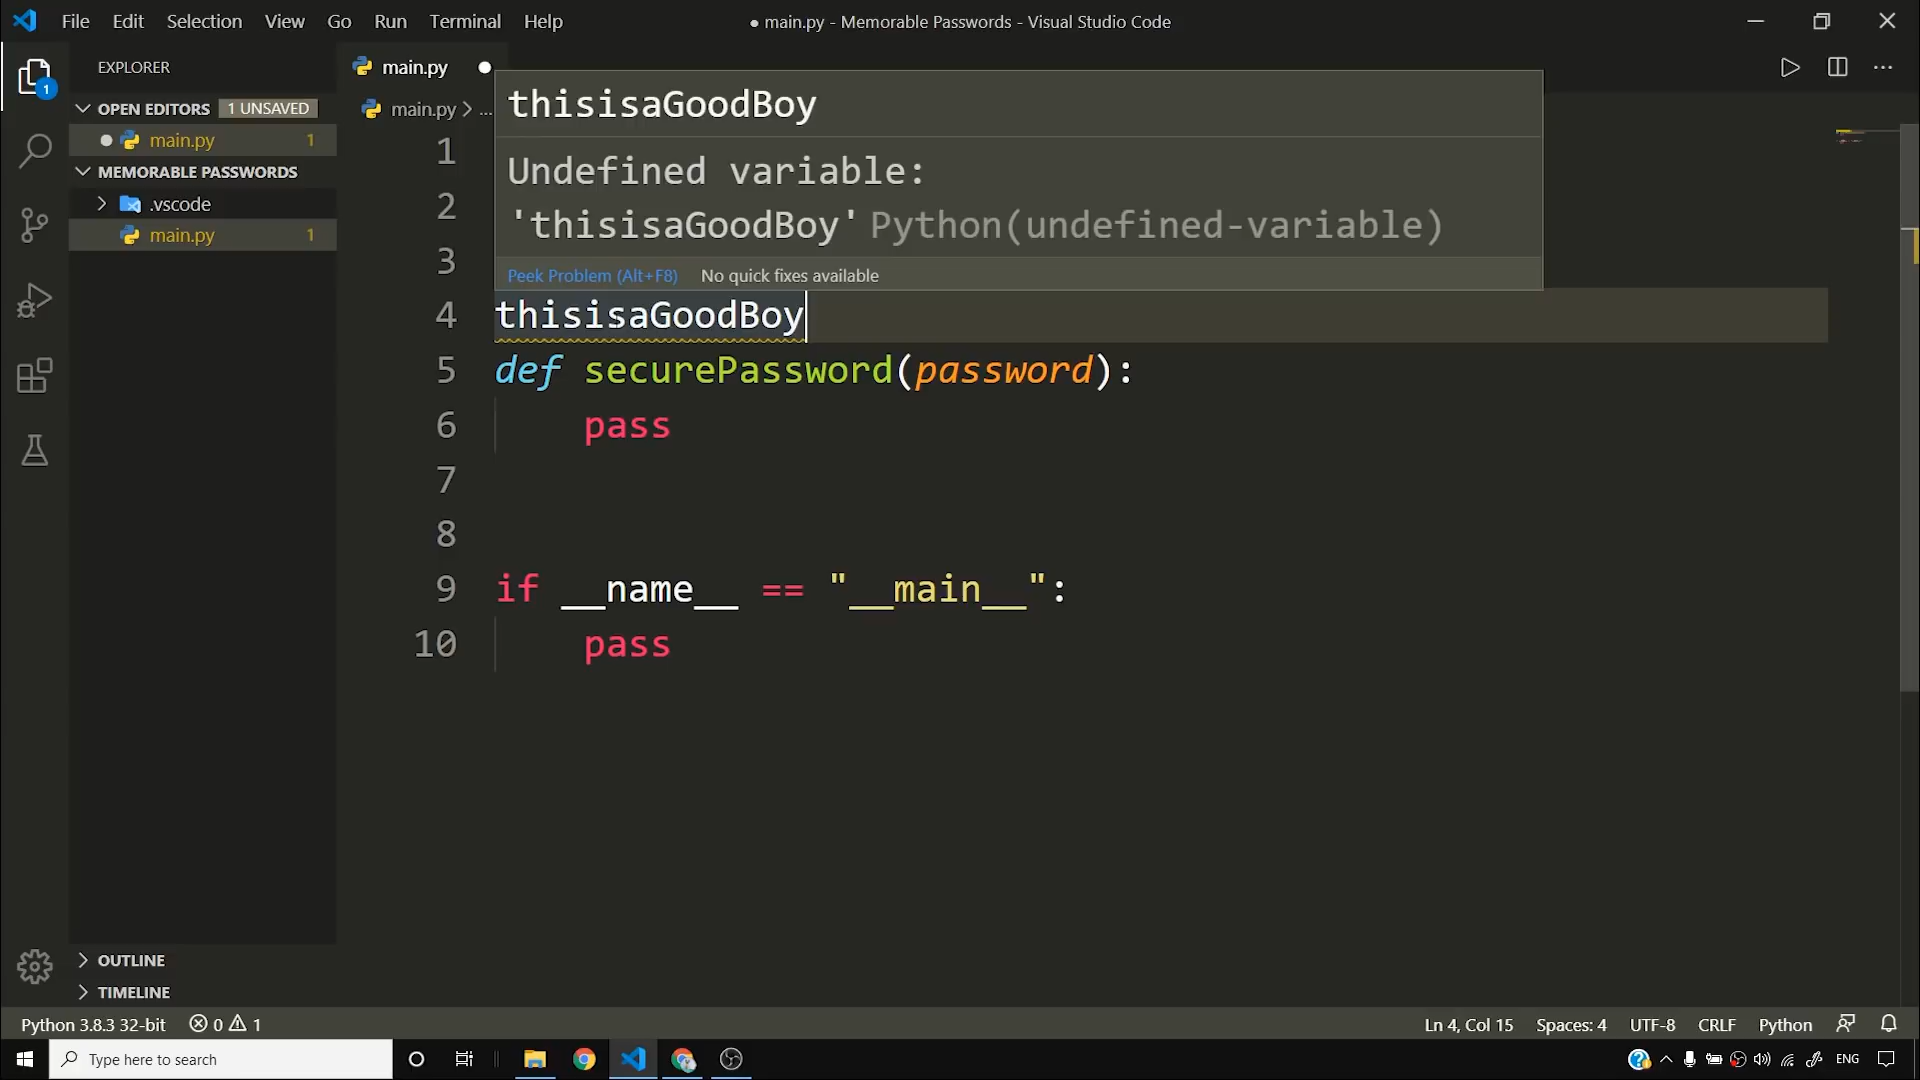 File Edit Selection View Go Run Terminal Help
● main.py - Memorable Passwords - Visual Studio Code
EXPLORER
OPEN EDITORS 1 UNSAVED
main.py 1
MEMORABLE PASSWORDS
.vscode
main.py 1
OUTLINE
TIMELINE
1
main.py
main.py > ...
thisisaGoodBoy
Undefined variable:
'thisisaGoodBoy' Python(undefined-variable)
Peek Problem (Alt+F8) No quick fixes available
1
2
3
4 thisisaGoodBoy
5 def securePassword(password):
6 pass
7
8
9 if __name__ == "__main__":
10 pass
Python 3.8.3 32-bit 0 1
Ln 4, Col 15 Spaces: 4 UTF-8 CRLF Python
Type here to search
ENG